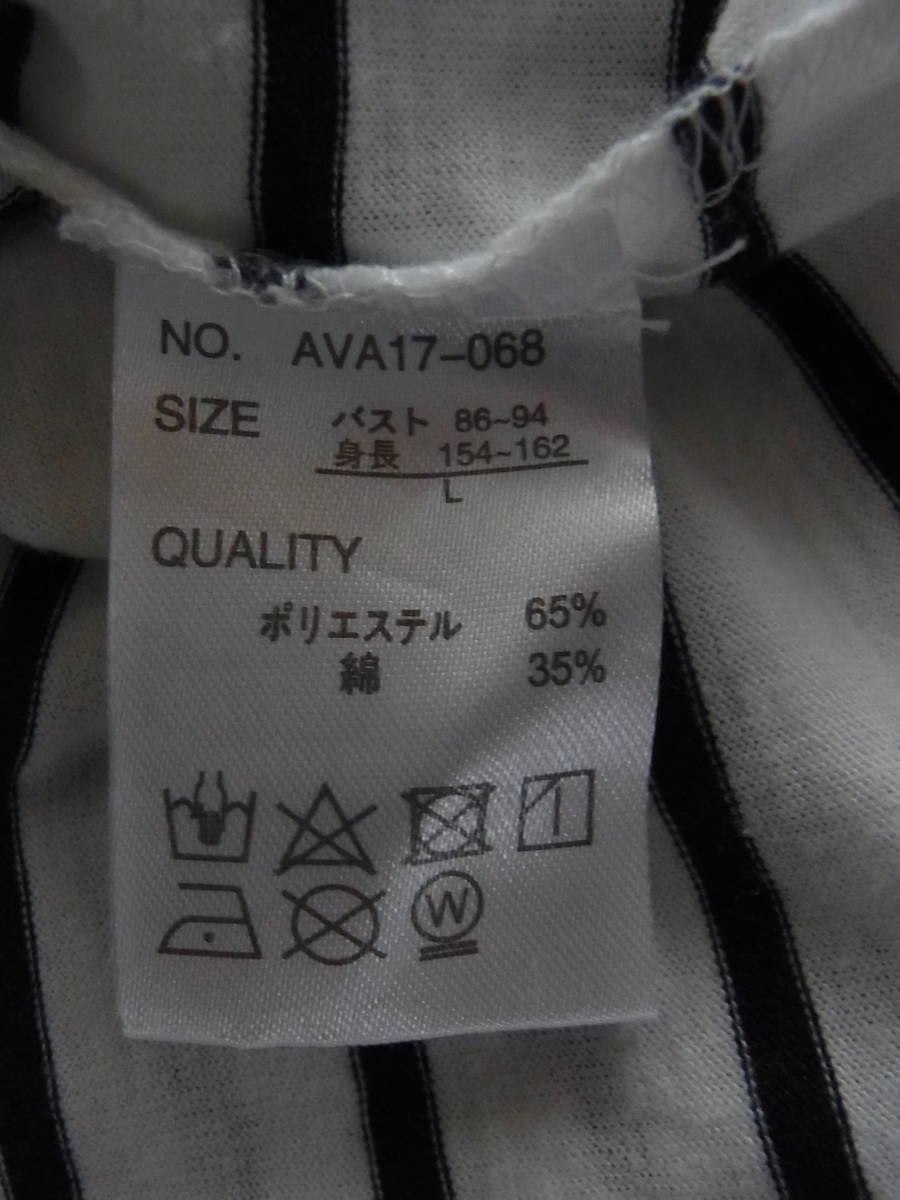 NO. AVA17-068
SIZE バスト 86~94
身長 154~162
L
QUALITY
ポリエステル 65%
綿 35%
W